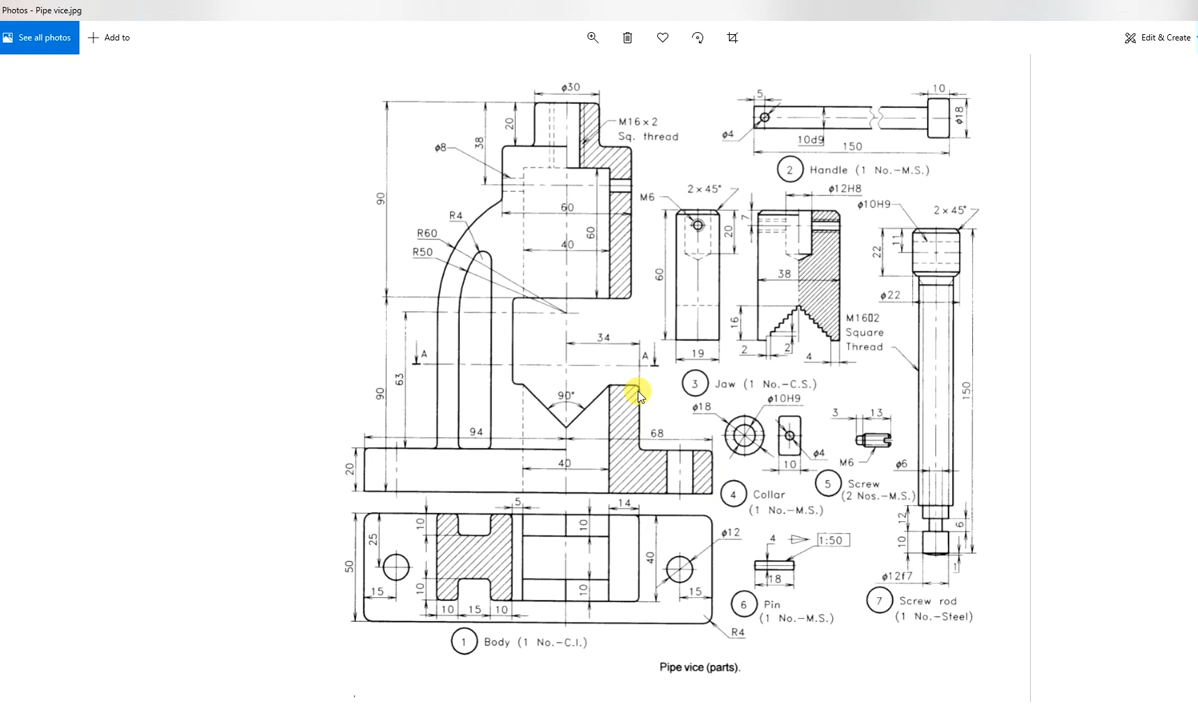 Photos - Pipe vice.jpg
See all photos
Add to
Edit & Create
ϕ30
20
38
M16×2
Sq. thread
ϕ8
90
60
R4
40
60
R60
R50
34
A
A
63
90°
90
94
68
20
40
5
14
10
10
25
50
40
ϕ12
15
10
10
15
10 15 10
R4
1 Body (1 No.-C.I.)
5
10
ϕ18
ϕ4
10d9
150
2 Handle (1 No.-M.S.)
M6
2×45°
20
60
19
ϕ12H8
7
38
16
2
2
4
3 Jaw (1 No.-C.S.)
M16▯2
Square
Thread
ϕ18
ϕ10H9
ϕ4
10
4 Collar
(1 No.-M.S.)
3
13
M6
5 Screw
(2 Nos.-M.S.)
4
1:50
18
6 Pin
(1 No.-M.S.)
ϕ10H9
2×45°
22
11
ϕ22
150
ϕ6
12
6
10
1
ϕ12f7
7 Screw rod
(1 No.-Steel)
Pipe vice (parts).